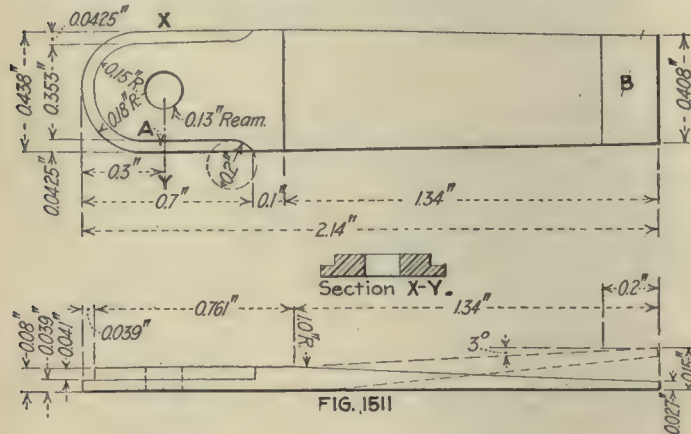 0.0425"
X
0.438"
0.353"
0.15"R.
0.18"R.
A
0.13" Ream.
B
0.408"
0.0425"
0.3"
Y
0.2"
0.7"
0.1"
1.34"
2.14"
Section X-Y.
0.761"
1.34"
0.2"
0.08"
0.039"
0.041"
0.039"
1.01"R.
3°
0.15"
0.027"
FIG. 1511